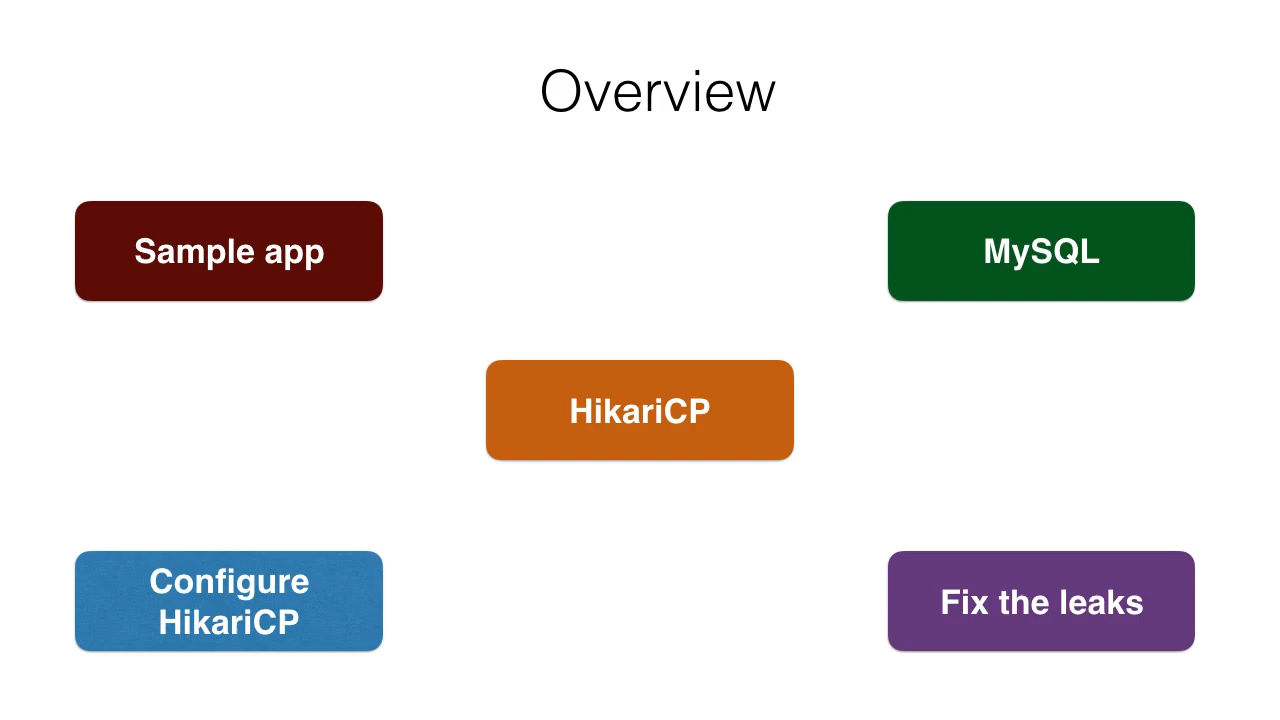 Overview
Sample app
MySQL
HikariCP
Configure
HikariCP
Fix the leaks